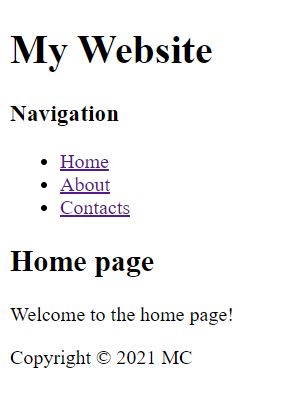 My Website
Navigation
Home
About
Contacts
Home page
Welcome to the home page!
Copyright © 2021 MC